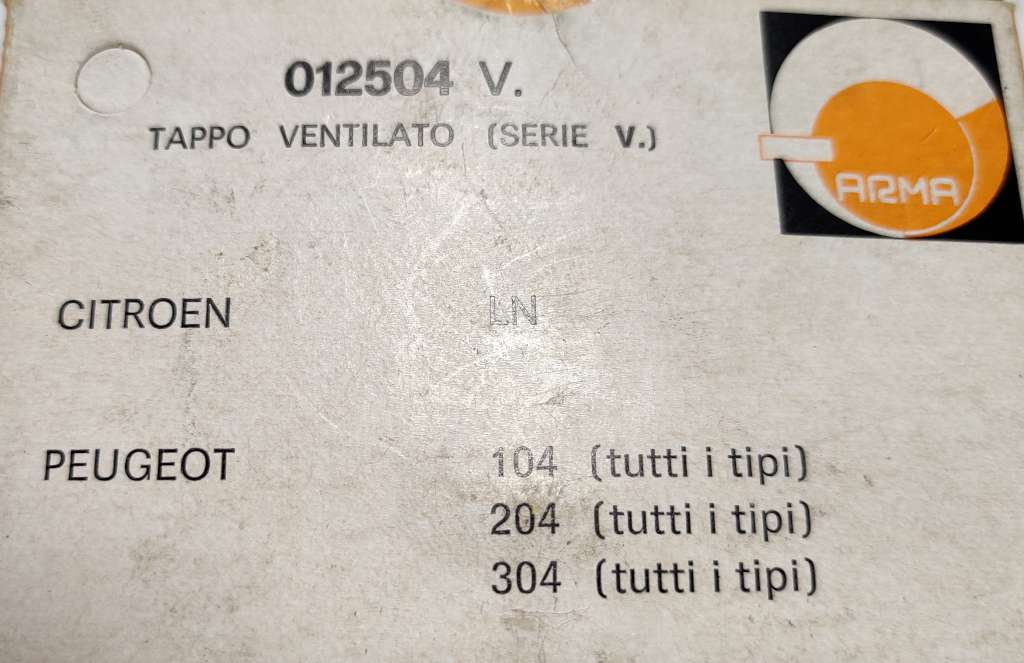 012504 V.
TAPPO VENTILATO (SERIE V.)
ARMA
CITROEN LN
PEUGEOT 104 (tutti i tipi)
204 (tutti i tipi)
304 (tutti i tipi)